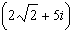 (2√2 + 5i)